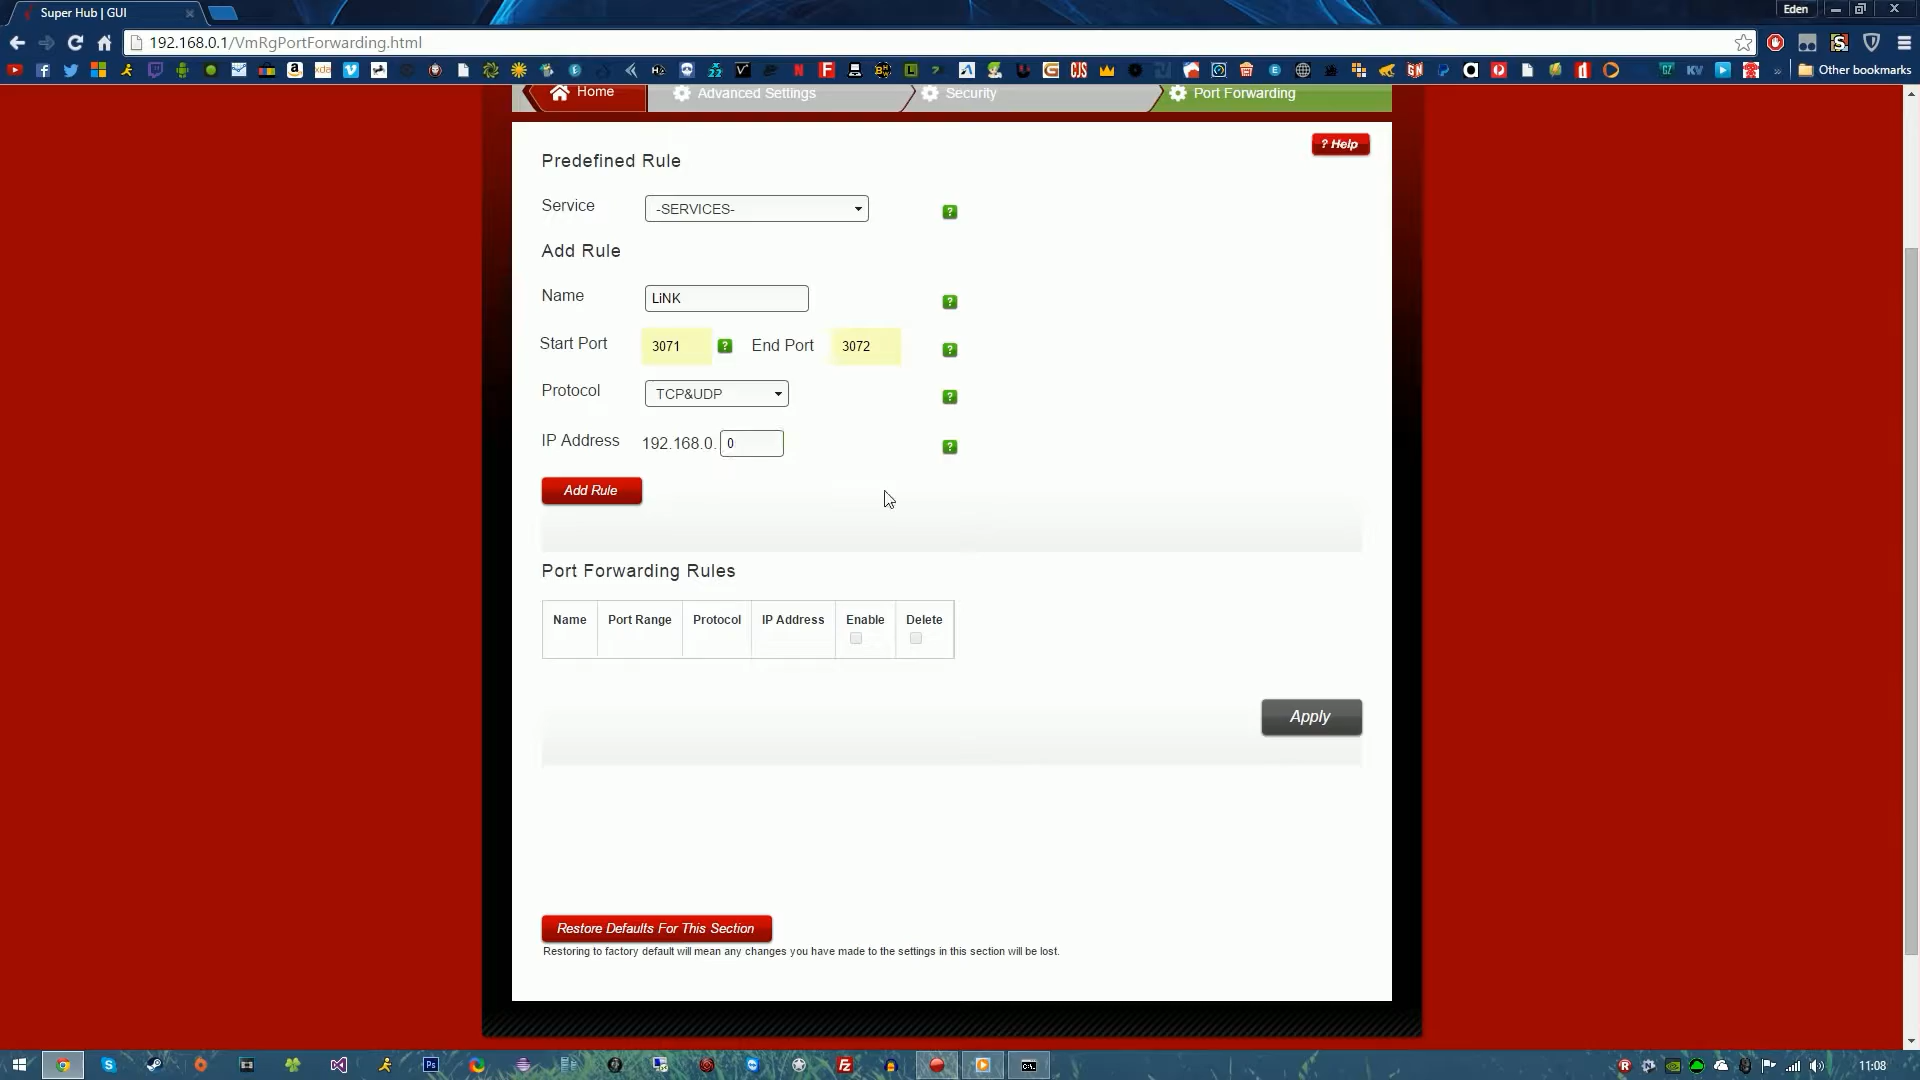 Super Hub | GUI
Eden
192.168.0.1/VmRgPortForwarding.html
Other bookmarks
Home
Advanced Settings
Security
Port Forwarding
? Help
Predefined Rule
Service
-SERVICES-
?
Add Rule
Name
LiNK
?
Start Port
3071
?
End Port
3072
?
Protocol
TCP&UDP
?
IP Address
192.168.0.
0
?
Add Rule
Port Forwarding Rules
Name
Port Range
Protocol
IP Address
Enable
Delete
Apply
Restore Defaults For This Section
Restoring to factory default will mean any changes you have made to the settings in this section will be lost.
11:08